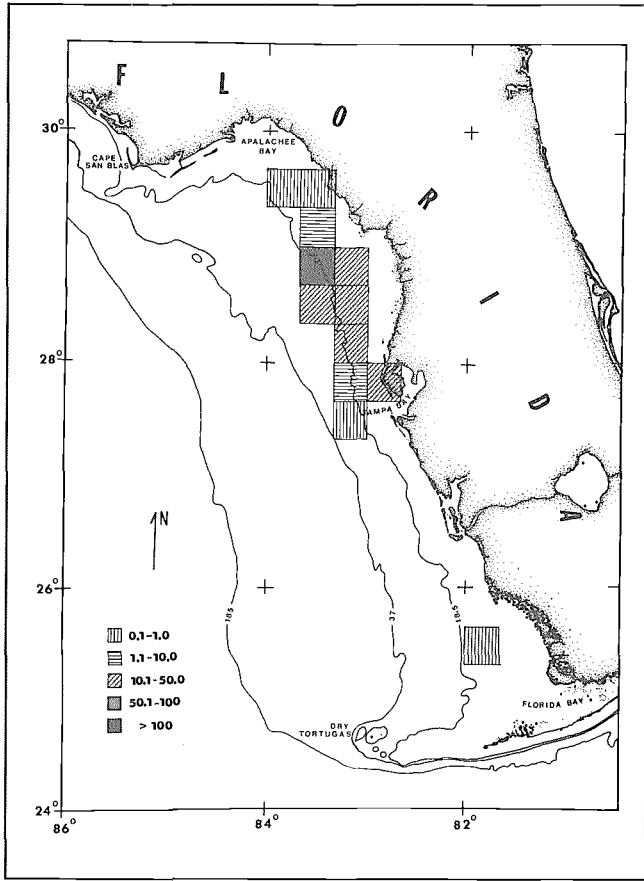 F L O R I D A
30°
APALACHEE
BAY
CAPE
SAN BLAS
28°
TAMPA BAY
N
26°
185
37
18.5
0.1-1.0
1.1-10.0
10.1-50.0
50.1-100
> 100
FLORIDA BAY
DRY
TORTUGAS
24°
86°
84°
82°